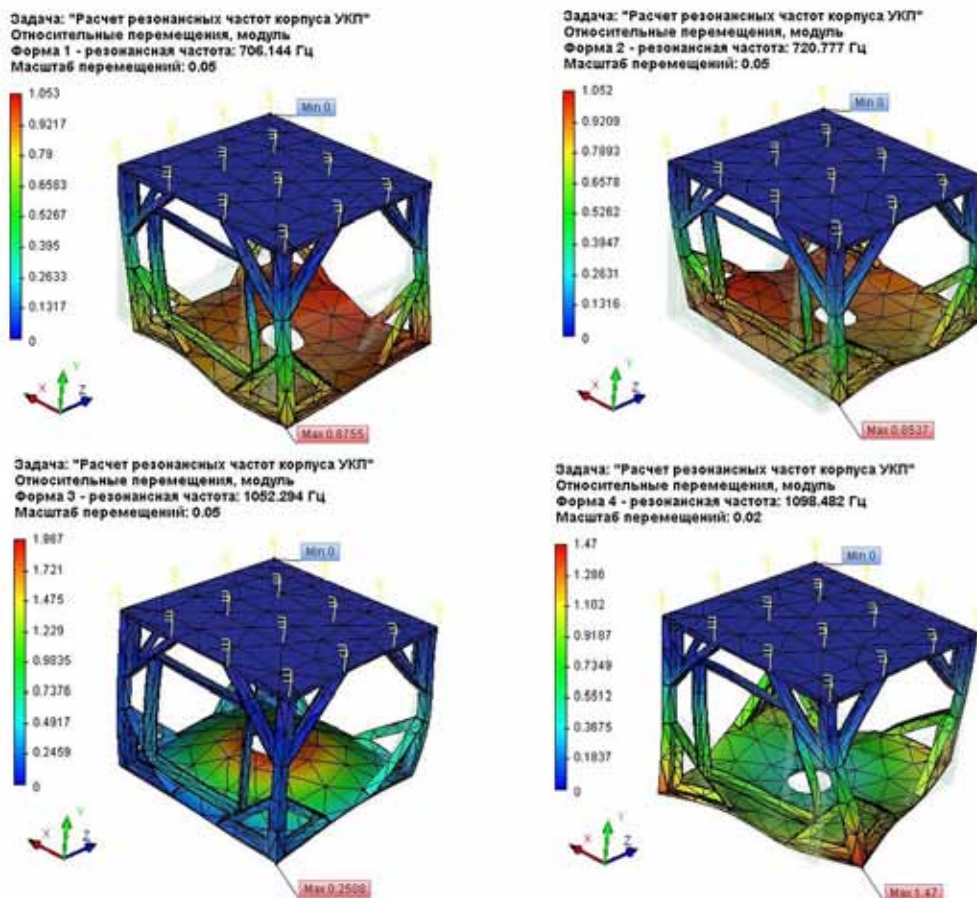 Задача: "Расчет резонансных частот корпуса УКП"
Относительные перемещения, модуль
Форма 1 - резонансная частота: 706.144 Гц
Масштаб перемещений: 0.05
1.053
0.9217
0.79
0.6583
0.5267
0.395
0.2633
0.1317
0
Min 0
Max 0.8755
X
Y
Z
Задача: "Расчет резонансных частот корпуса УКП"
Относительные перемещения, модуль
Форма 2 - резонансная частота: 720.777 Гц
Масштаб перемещений: 0.05
1.052
0.9209
0.7893
0.6578
0.5262
0.3947
0.2631
0.1316
0
Min 0
Max 0.8537
X
Y
Z
Задача: "Расчет резонансных частот корпуса УКП"
Относительные перемещения, модуль
Форма 3 - резонансная частота: 1052.294 Гц
Масштаб перемещений: 0.05
1.967
1.721
1.475
1.229
0.9835
0.7376
0.4917
0.2459
0
Min 0
Max 0.2508
X
Y
Z
Задача: "Расчет резонансных частот корпуса УКП"
Относительные перемещения, модуль
Форма 4 - резонансная частота: 1098.482 Гц
Масштаб перемещений: 0.02
1.47
1.286
1.102
0.9187
0.7349
0.5512
0.3675
0.1837
0
Min 0
Max 1.47
X
Y
Z